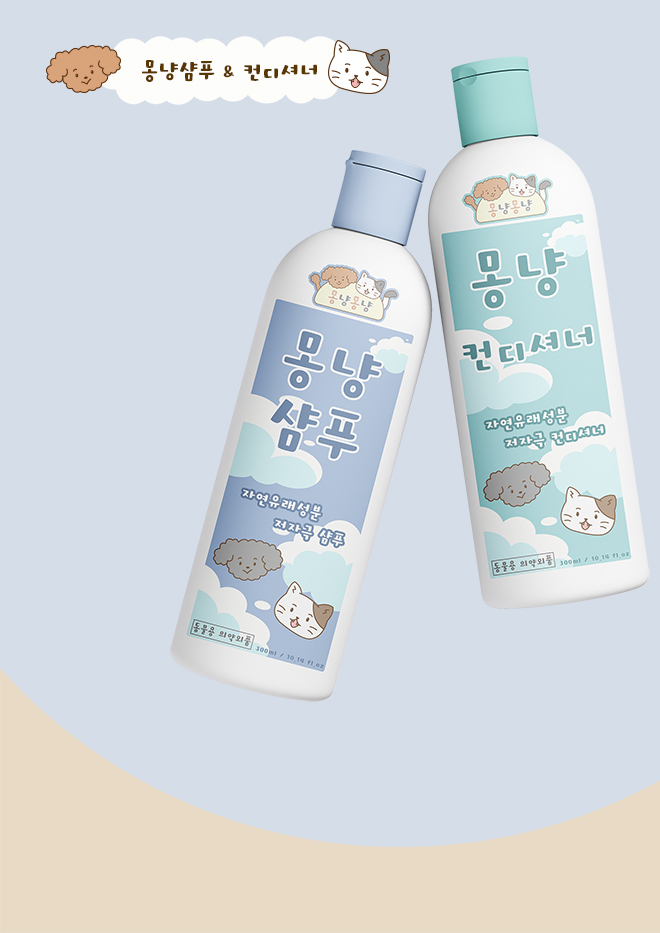 몽냥샴푸 & 컨디셔너
몽냥몽냥
몽냥
샴푸
자연유래성분
저자극 샴푸
동물용 의약외품
300ml / 10.14 fl.oz
몽냥몽냥
몽냥
컨디셔너
자연유래성분
저자극 컨디셔너
동물용 의약외품
300ml / 10.14 fl.oz